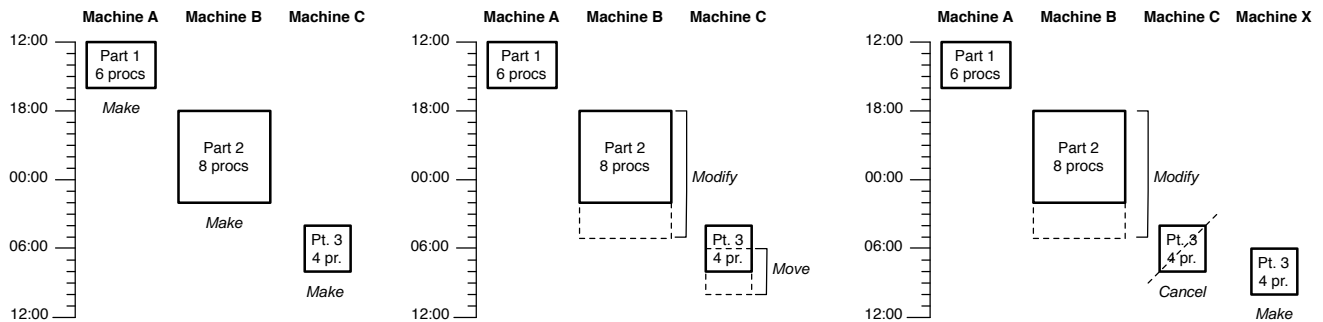 Machine A Machine B Machine C
12:00
Part 1
6 procs
Make
18:00
Part 2
8 procs
00:00
Make
06:00
Pt. 3
4 pr.
Make
12:00
Machine A Machine B Machine C
12:00
Part 1
6 procs
18:00
Part 2
8 procs
00:00
Modify
06:00
Pt. 3
4 pr.
Move
12:00
Machine A Machine B Machine C Machine X
12:00
Part 1
6 procs
18:00
Part 2
8 procs
00:00
Modify
06:00
Pt. 3
4 pr.
Cancel
Pt. 3
4 pr.
Make
12:00